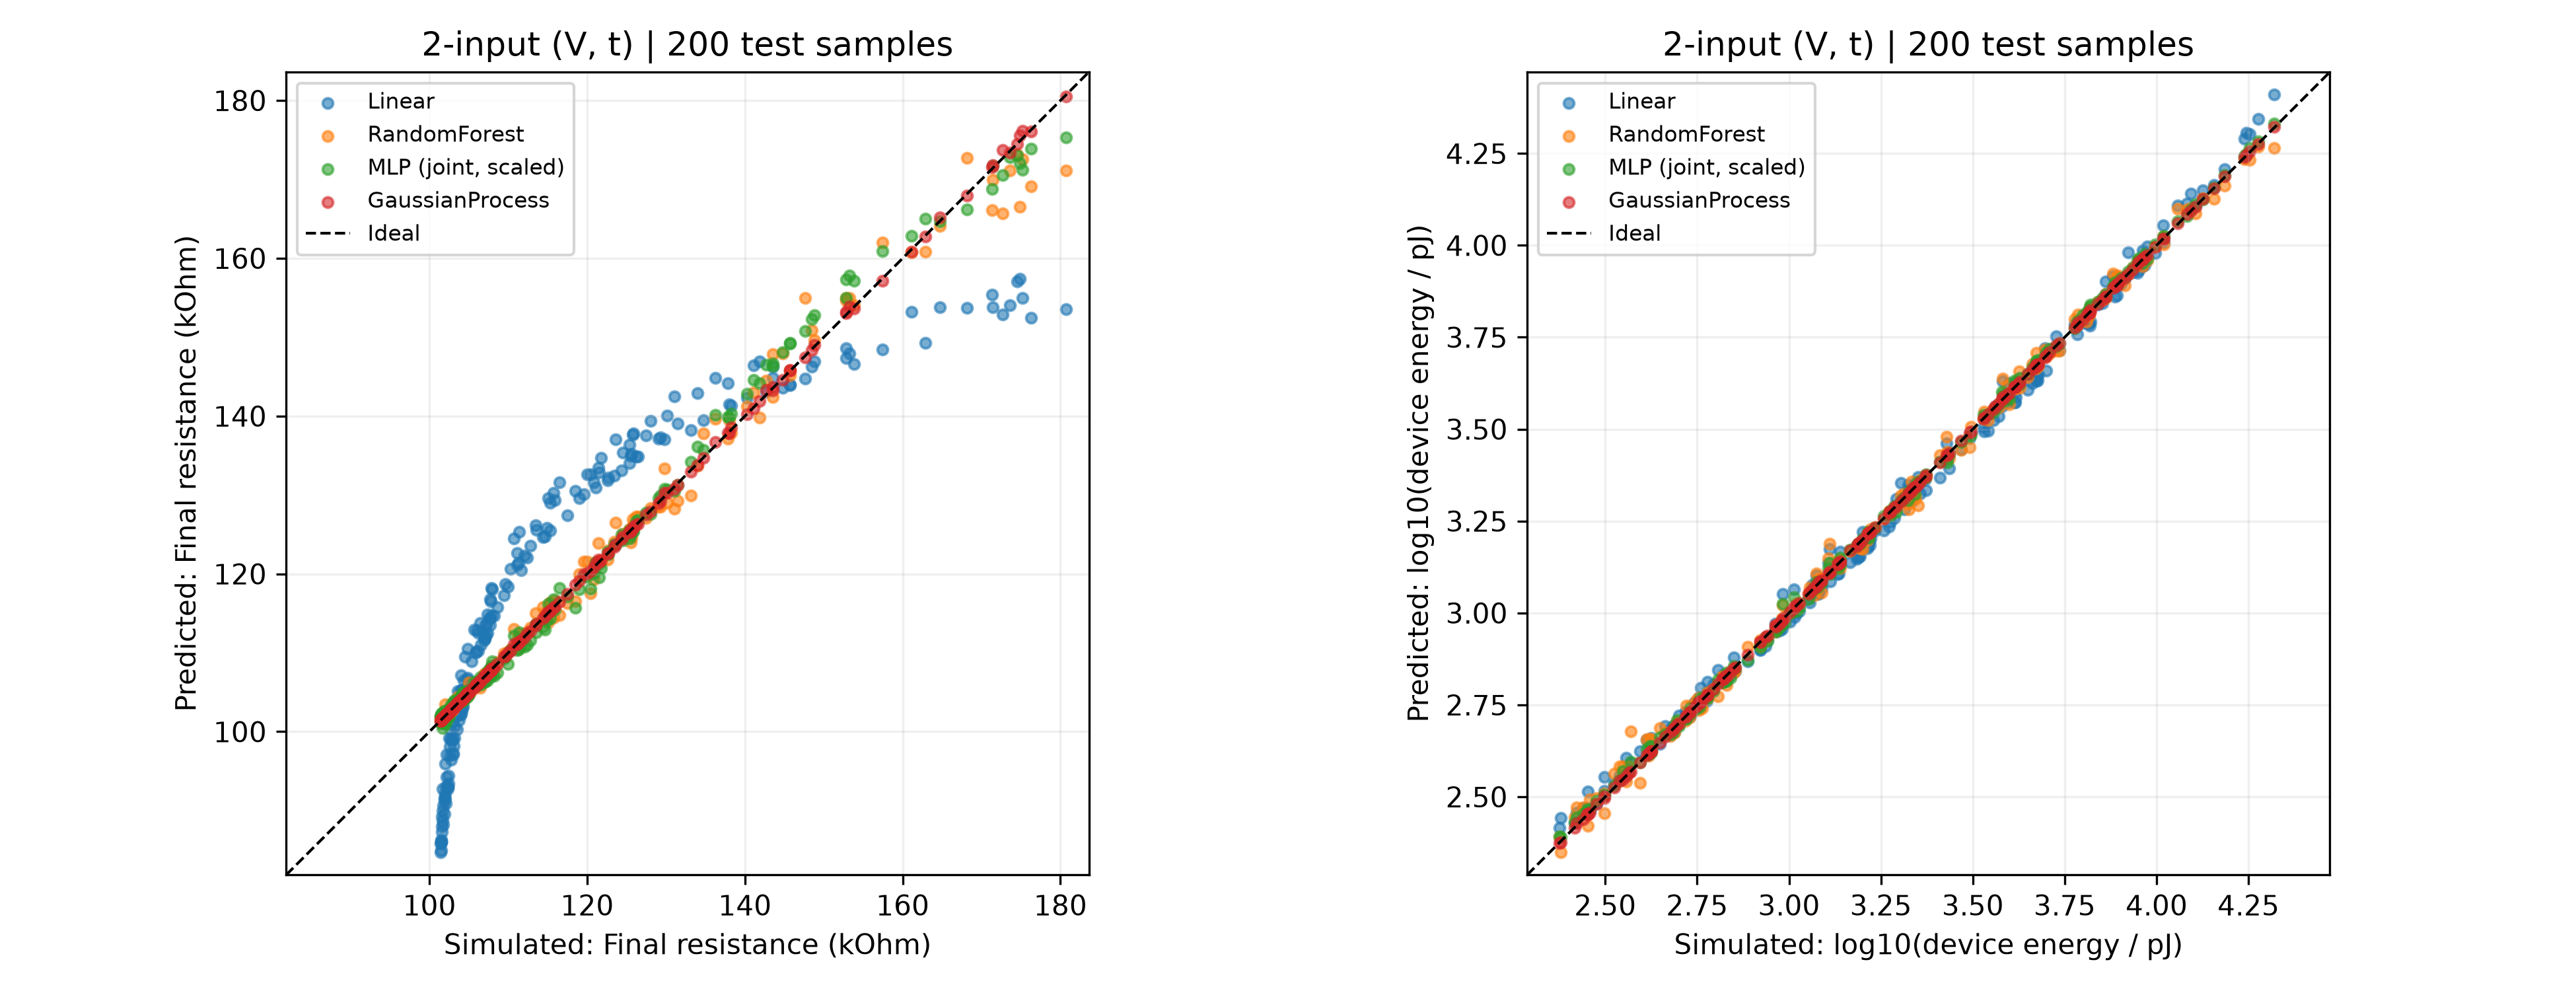 2-input (V, t) | 200 test samples
Linear
RandomForest
MLP (joint, scaled)
GaussianProcess
Ideal
180
160
140
120
100
Predicted: Final resistance (kOhm)
100 120 140 160 180
Simulated: Final resistance (kOhm)
2-input (V, t) | 200 test samples
Linear
RandomForest
MLP (joint, scaled)
GaussianProcess
Ideal
4.25
4.00
3.75
3.50
3.25
3.00
2.75
2.50
Predicted: log10(device energy / pJ)
2.50 2.75 3.00 3.25 3.50 3.75 4.00 4.25
Simulated: log10(device energy / pJ)